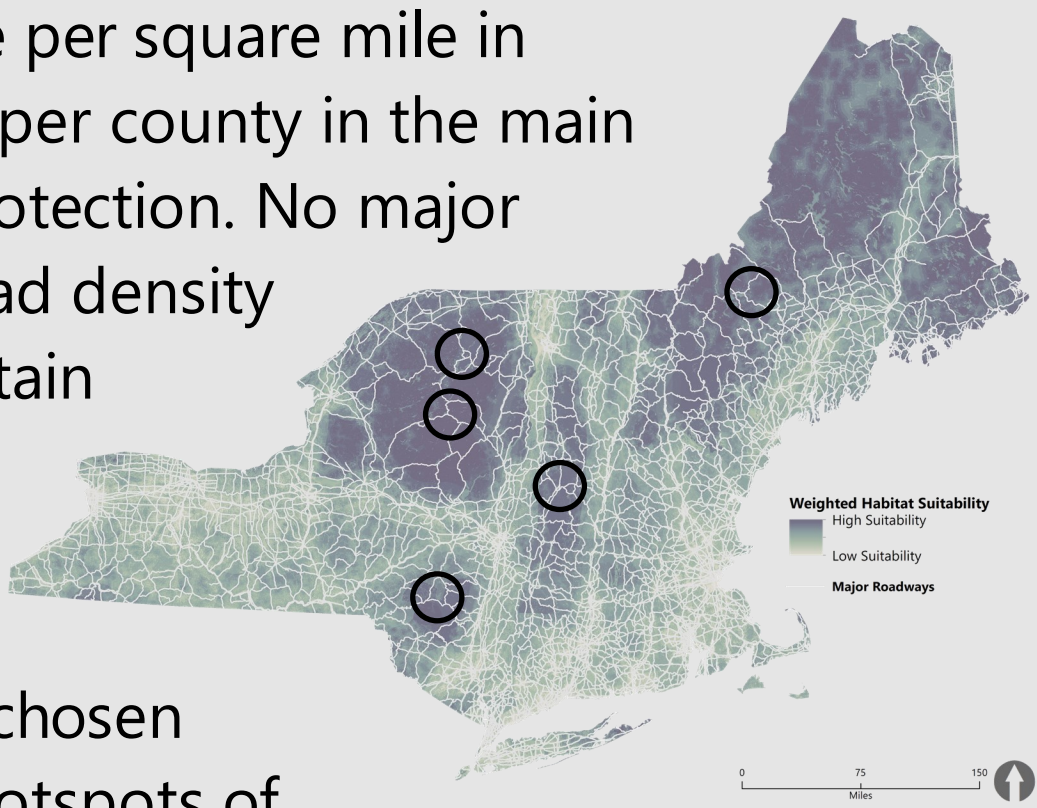 per square mile in
per county in the main
otection. No major
ad density
tain
chosen
otspots of
Weighted Habitat Suitability
High Suitability
Low Suitability
Major Roadways
0 75 150
Miles